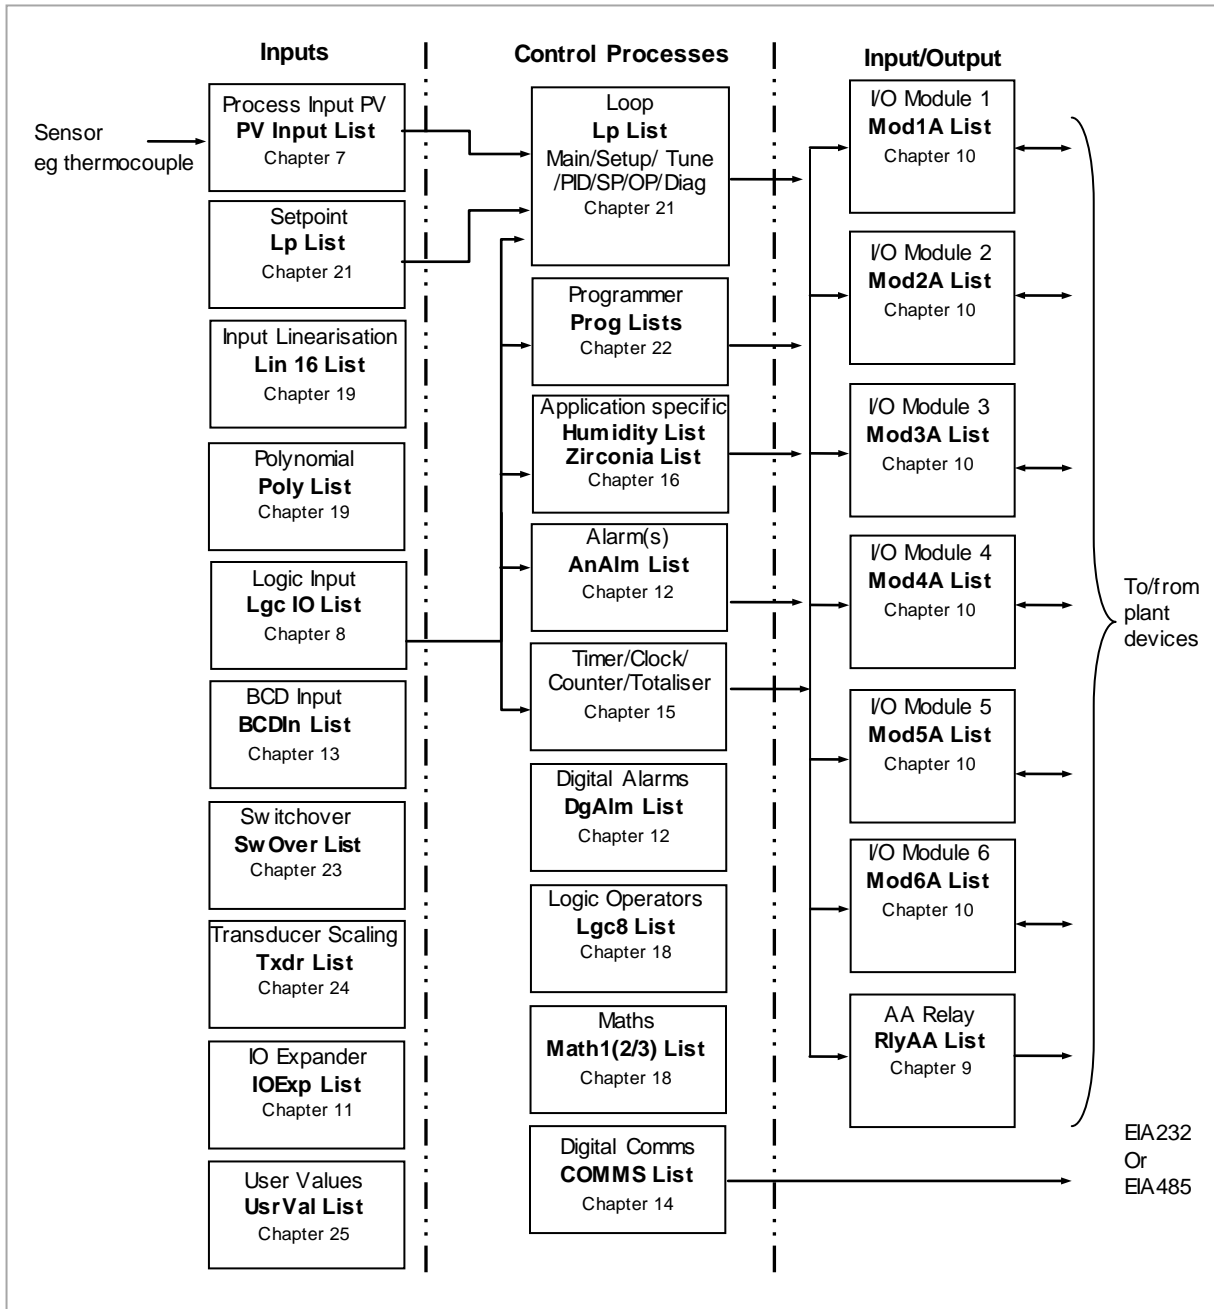 Inputs
Control Processes
Input/Output
Sensor
eg thermocouple
Process Input PV
PV Input List
Chapter 7
Setpoint
Lp List
Chapter 21
Input Linearisation
Lin 16 List
Chapter 19
Polynomial
Poly List
Chapter 19
Logic Input
Lgc IO List
Chapter 8
BCD Input
BCDIn List
Chapter 13
Switchover
SwOver List
Chapter 23
Transducer Scaling
Txdr List
Chapter 24
IO Expander
IOExp List
Chapter 11
User Values
UsrVal List
Chapter 25
Loop
Lp List
Main/Setup/ Tune
/PID/SP/OP/Diag
Chapter 21
Programmer
Prog Lists
Chapter 22
Application specific
Humidity List
Zirconia List
Chapter 16
Alarm(s)
AnAlm List
Chapter 12
Timer/Clock/
Counter/Totaliser
Chapter 15
Digital Alarms
DgAlm List
Chapter 12
Logic Operators
Lgc8 List
Chapter 18
Maths
Math1(2/3) List
Chapter 18
Digital Comms
COMMS List
Chapter 14
I/O Module 1
Mod1A List
Chapter 10
I/O Module 2
Mod2A List
Chapter 10
I/O Module 3
Mod3A List
Chapter 10
I/O Module 4
Mod4A List
Chapter 10
I/O Module 5
Mod5A List
Chapter 10
I/O Module 6
Mod6A List
Chapter 10
AA Relay
RlyAA List
Chapter 9
To/from
plant
devices
EIA232
Or
EIA485